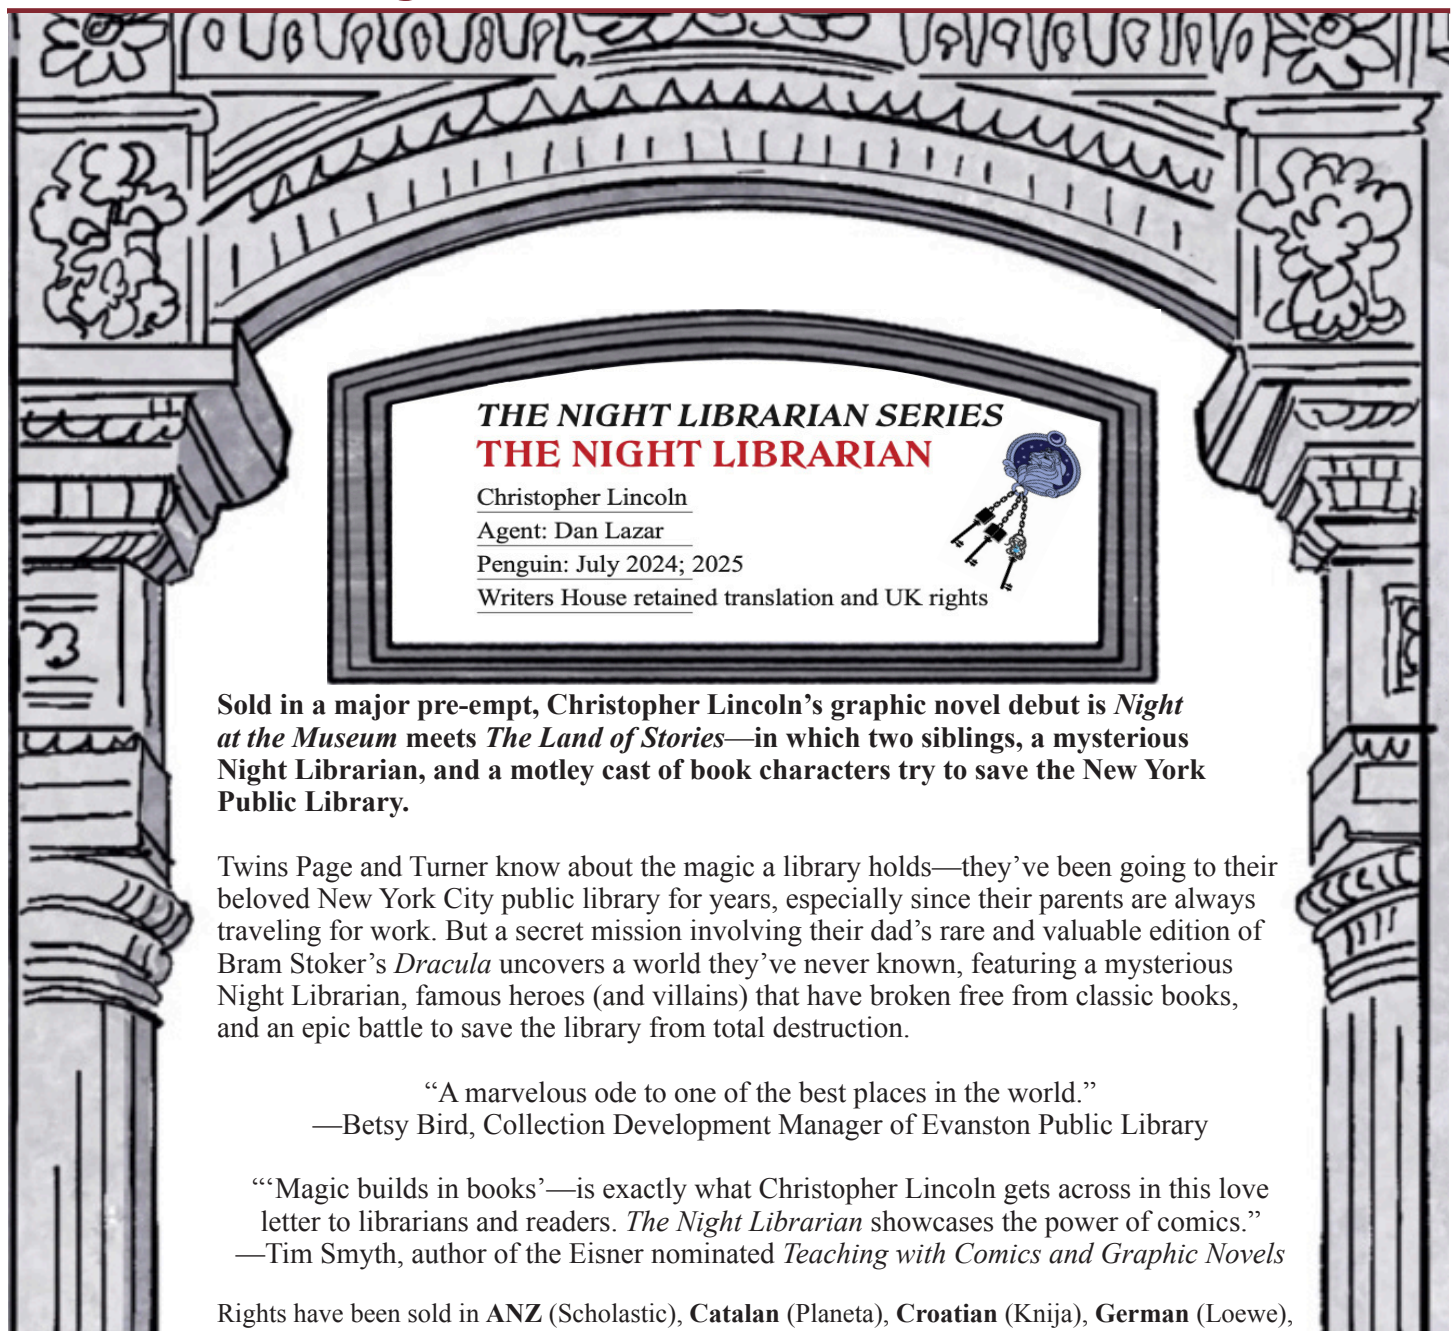 THE NIGHT LIBRARIAN SERIES
THE NIGHT LIBRARIAN
Christopher Lincoln
Agent: Dan Lazar
Penguin: July 2024; 2025
Writers House retained translation and UK rights
Sold in a major pre-empt, Christopher Lincoln’s graphic novel debut is Night
at the Museum meets The Land of Stories—in which two siblings, a mysterious
Night Librarian, and a motley cast of book characters try to save the New York
Public Library.
Twins Page and Turner know about the magic a library holds—they’ve been going to their
beloved New York City public library for years, especially since their parents are always
traveling for work. But a secret mission involving their dad’s rare and valuable edition of
Bram Stoker’s Dracula uncovers a world they’ve never known, featuring a mysterious
Night Librarian, famous heroes (and villains) that have broken free from classic books,
and an epic battle to save the library from total destruction.
“A marvelous ode to one of the best places in the world.”
—Betsy Bird, Collection Development Manager of Evanston Public Library
“‘Magic builds in books’—is exactly what Christopher Lincoln gets across in this love
letter to librarians and readers. The Night Librarian showcases the power of comics.”
—Tim Smyth, author of the Eisner nominated Teaching with Comics and Graphic Novels
Rights have been sold in ANZ (Scholastic), Catalan (Planeta), Croatian (Knija), German (Loewe),